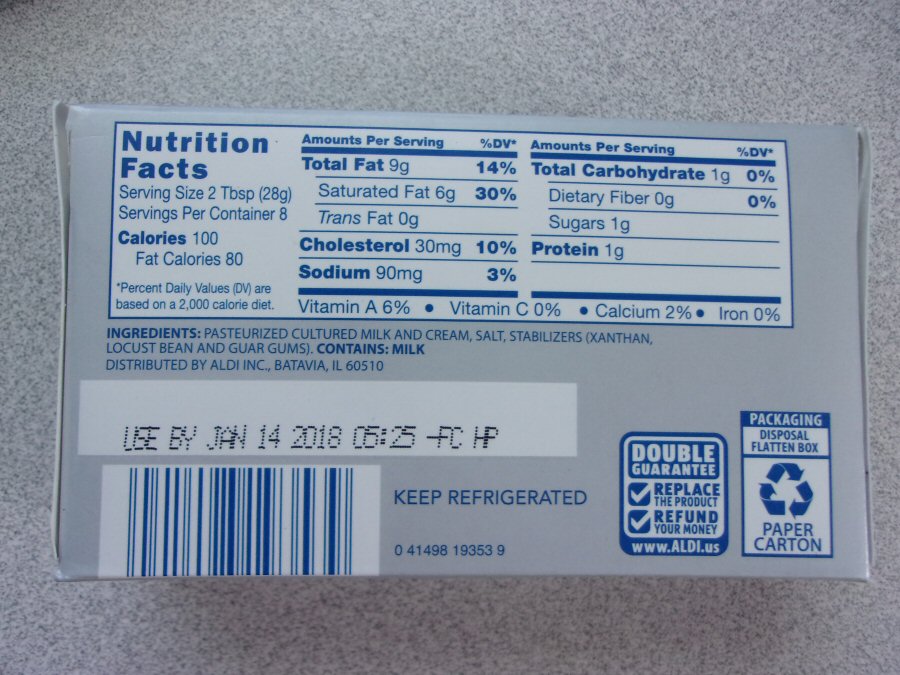 Nutrition
Facts
Serving Size 2 Tbsp (28g)
Servings Per Container 8
Calories 100
Fat Calories 80
*Percent Daily Values (DV) are
based on a 2,000 calorie diet.
Amounts Per Serving %DV*
Total Fat 9g 14%
Saturated Fat 6g 30%
Trans Fat 0g
Cholesterol 30mg 10%
Sodium 90mg 3%
Amounts Per Serving %DV*
Total Carbohydrate 1g 0%
Dietary Fiber 0g 0%
Sugars 1g
Protein 1g
Vitamin A 6% • Vitamin C 0% • Calcium 2% • Iron 0%
INGREDIENTS: PASTEURIZED CULTURED MILK AND CREAM, SALT, STABILIZERS (XANTHAN,
LOCUST BEAN AND GUAR GUMS). CONTAINS: MILK
DISTRIBUTED BY ALDI INC., BATAVIA, IL 60510
USE BY JAN 14 2018 05:25 -FC HP
KEEP REFRIGERATED
0 41498 19353 9
DOUBLE
GUARANTEE
REPLACE
THE PRODUCT
REFUND
YOUR MONEY
www.ALDI.us
PACKAGING
DISPOSAL
FLATTEN BOX
PAPER
CARTON